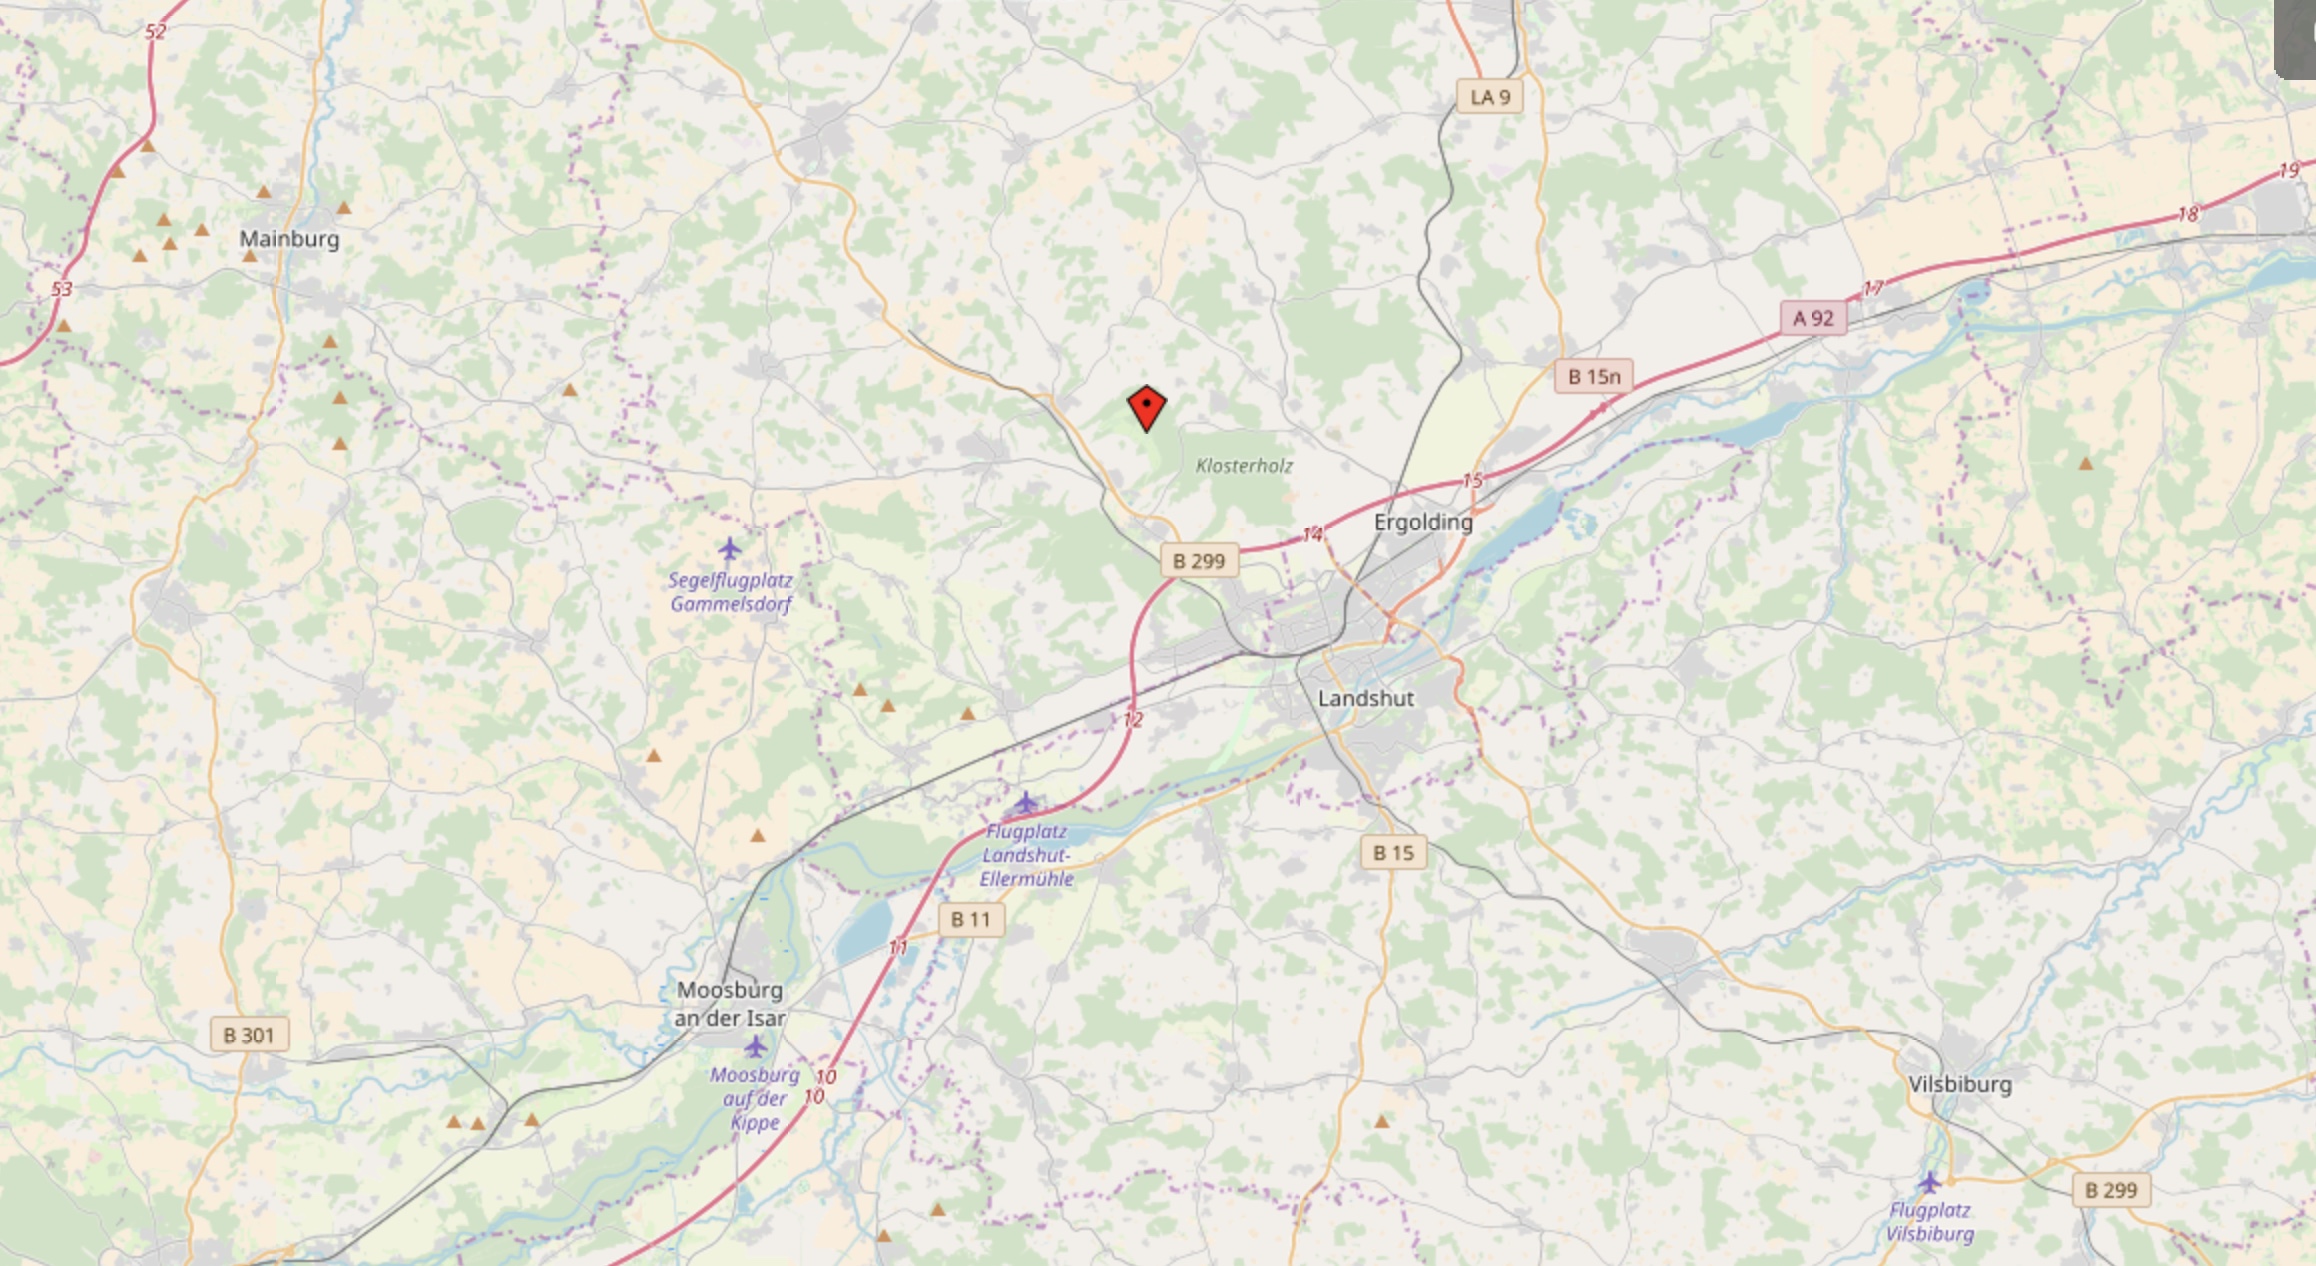 52
LA 9
19
18
Mainburg
53
17
A 92
B 15n
Klosterholz
15
Ergolding
14
B 299
Segelflugplatz
Gammelsdorf
Landshut
12
Flugplatz
Landshut-
Ellermühle
B 15
B 11
11
Moosburg
an der Isar
B 301
Moosburg
auf der
Kippe
10
10
Vilsbiburg
B 299
Flugplatz
Vilsbiburg